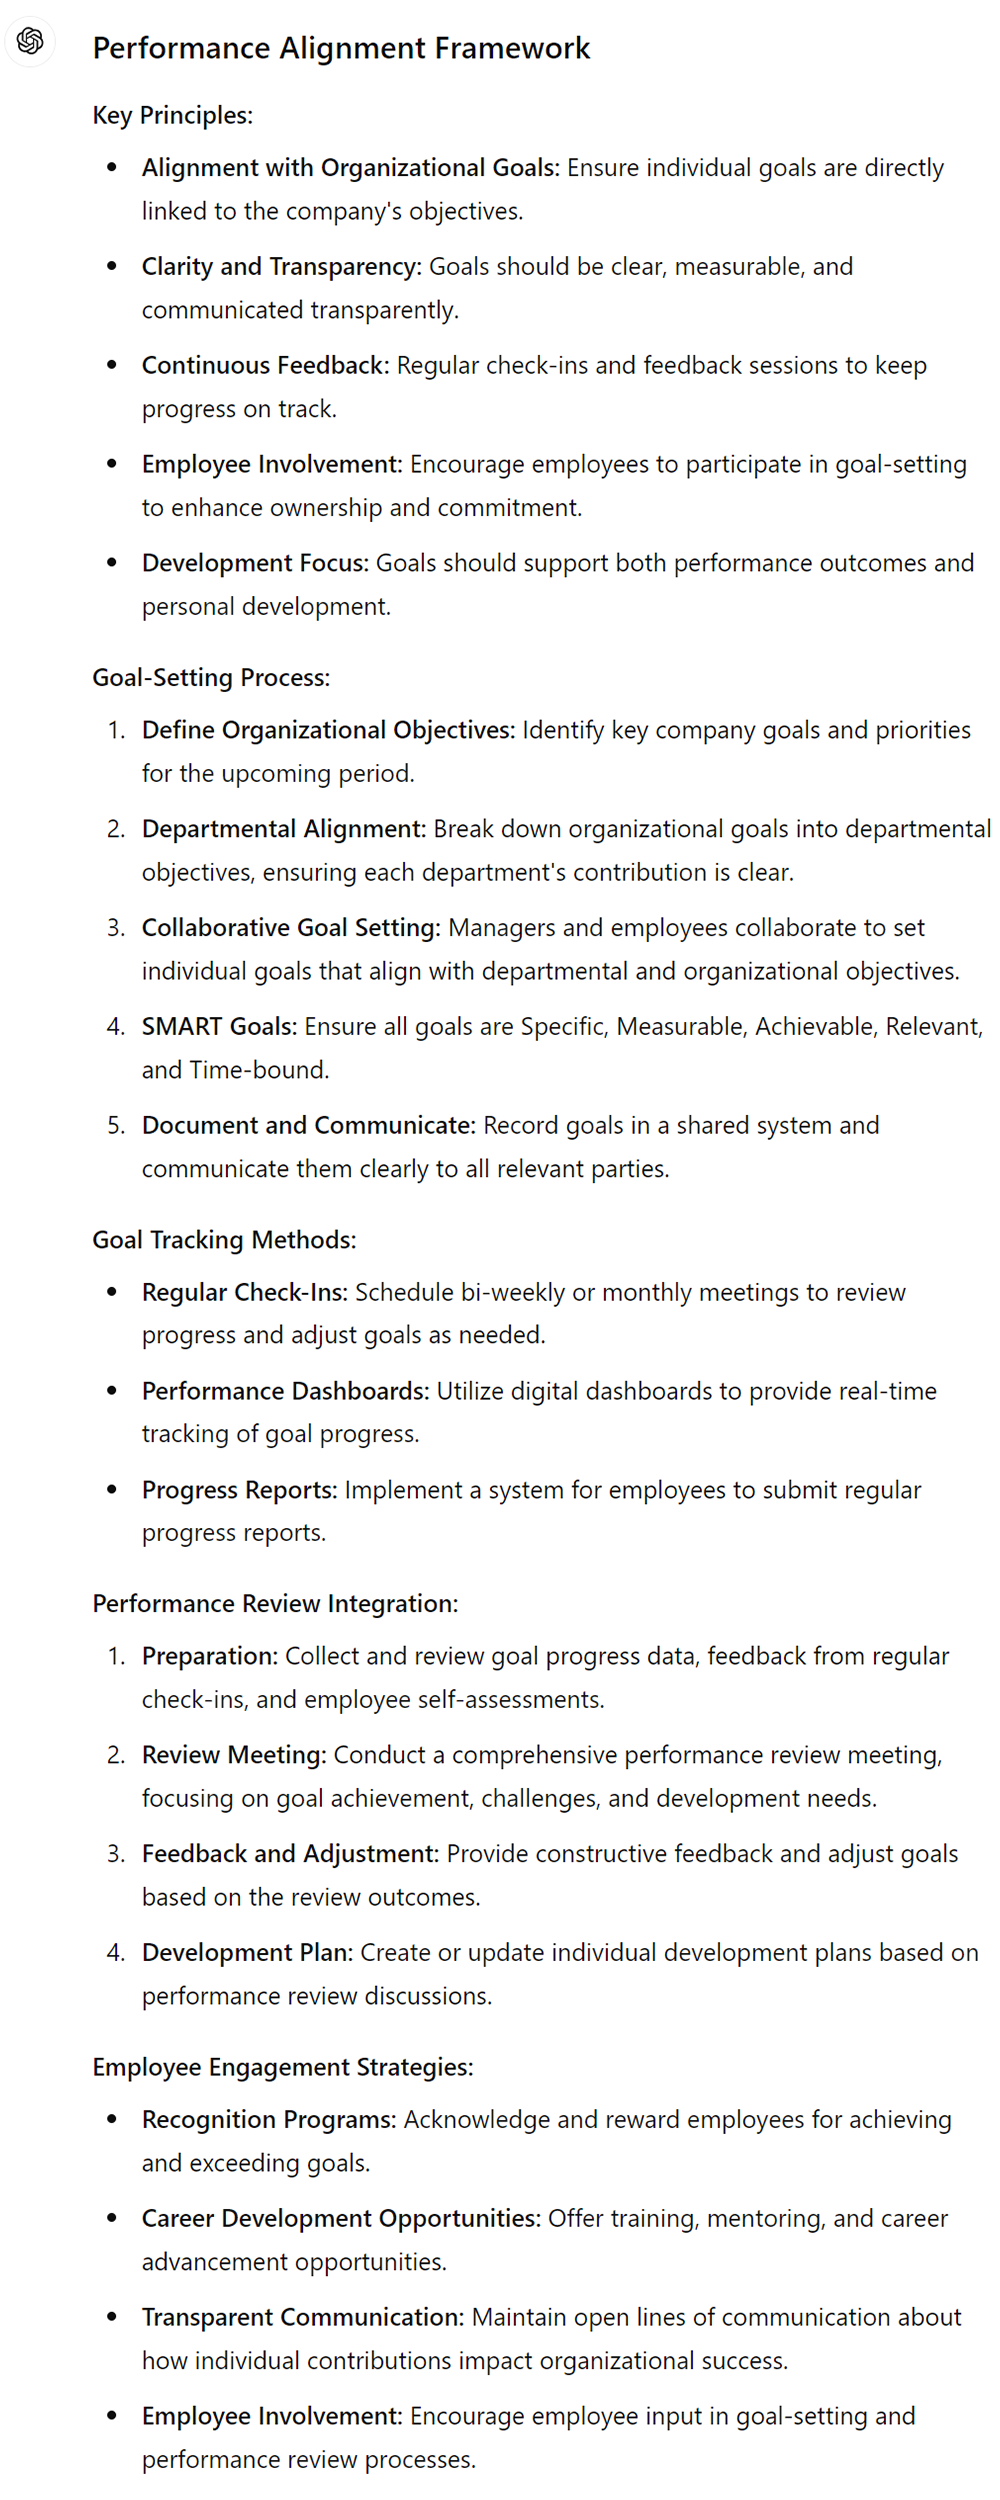 Performance Alignment Framework
Key Principles:
• Alignment with Organizational Goals: Ensure individual goals are directly
linked to the company's objectives.
• Clarity and Transparency: Goals should be clear, measurable, and
communicated transparently.
• Continuous Feedback: Regular check-ins and feedback sessions to keep
progress on track.
• Employee Involvement: Encourage employees to participate in goal-setting
to enhance ownership and commitment.
• Development Focus: Goals should support both performance outcomes and
personal development.
Goal-Setting Process:
1. Define Organizational Objectives: Identify key company goals and priorities
for the upcoming period.
2. Departmental Alignment: Break down organizational goals into departmental
objectives, ensuring each department's contribution is clear.
3. Collaborative Goal Setting: Managers and employees collaborate to set
individual goals that align with departmental and organizational objectives.
4. SMART Goals: Ensure all goals are Specific, Measurable, Achievable, Relevant,
and Time-bound.
5. Document and Communicate: Record goals in a shared system and
communicate them clearly to all relevant parties.
Goal Tracking Methods:
• Regular Check-Ins: Schedule bi-weekly or monthly meetings to review
progress and adjust goals as needed.
• Performance Dashboards: Utilize digital dashboards to provide real-time
tracking of goal progress.
• Progress Reports: Implement a system for employees to submit regular
progress reports.
Performance Review Integration:
1. Preparation: Collect and review goal progress data, feedback from regular
check-ins, and employee self-assessments.
2. Review Meeting: Conduct a comprehensive performance review meeting,
focusing on goal achievement, challenges, and development needs.
3. Feedback and Adjustment: Provide constructive feedback and adjust goals
based on the review outcomes.
4. Development Plan: Create or update individual development plans based on
performance review discussions.
Employee Engagement Strategies:
• Recognition Programs: Acknowledge and reward employees for achieving
and exceeding goals.
• Career Development Opportunities: Offer training, mentoring, and career
advancement opportunities.
• Transparent Communication: Maintain open lines of communication about
how individual contributions impact organizational success.
• Employee Involvement: Encourage employee input in goal-setting and
performance review processes.